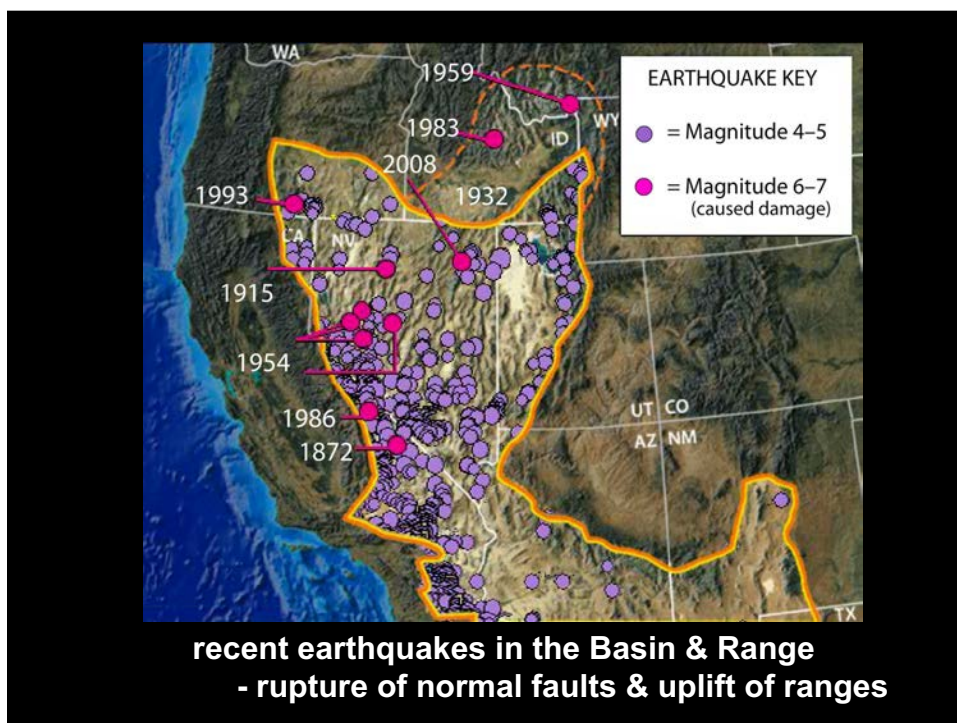 WA
1959
EARTHQUAKE KEY
= Magnitude 4–5
= Magnitude 6–7
(caused damage)
WY
1983
ID
2008
1993
1932
CA
NV
1915
1954
1986
1872
UT CO
AZ NM
TX
recent earthquakes in the Basin & Range
- rupture of normal faults & uplift of ranges